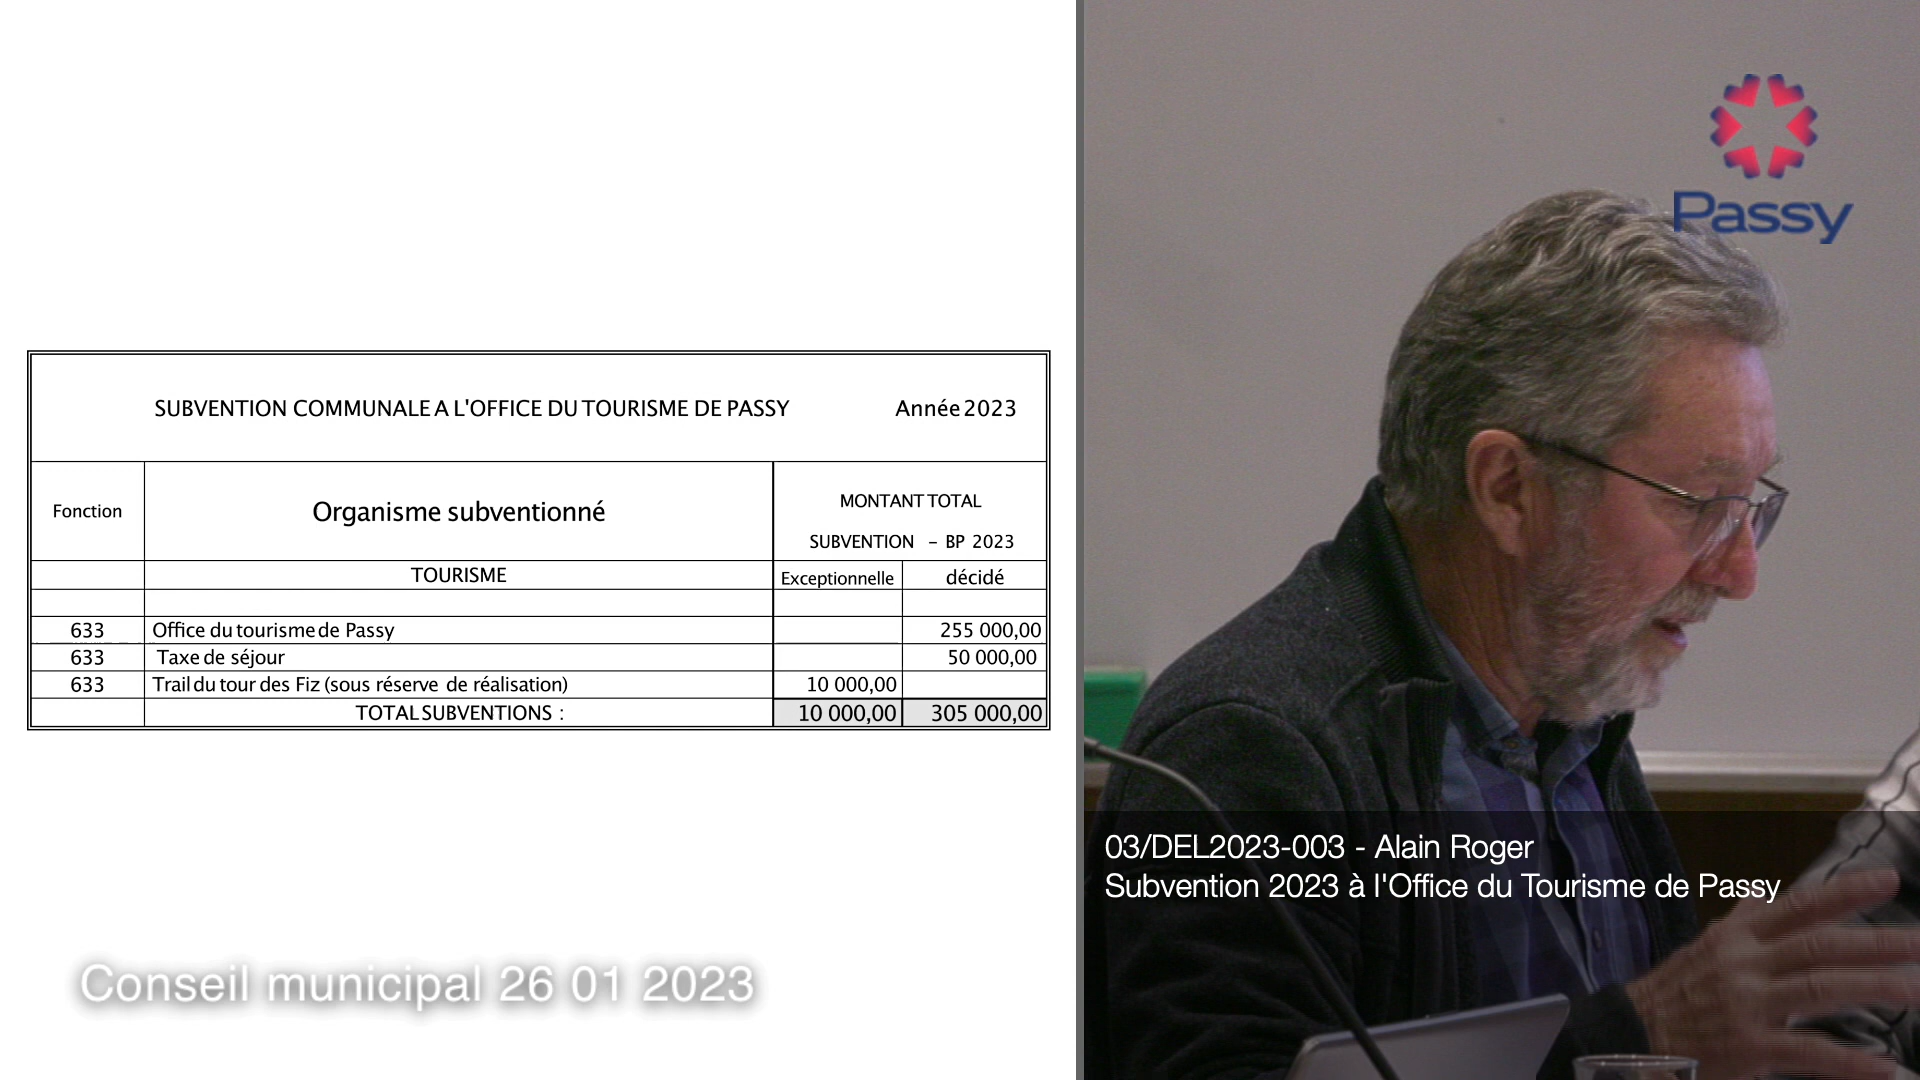 SUBVENTION COMMUNALE A L'OFFICE DU TOURISME DE PASSY Année 2023
Fonction
Organisme subventionné
MONTANT TOTAL
SUBVENTION - BP 2023
TOURISME Exceptionnelle décidé
633 Office du tourisme de Passy 255 000,00
633 Taxe de séjour 50 000,00
633 Trail du tour des Fiz (sous réserve de réalisation) 10 000,00
TOTAL SUBVENTIONS : 10 000,00 305 000,00
Conseil municipal 26 01 2023
Passy
03/DEL2023-003 - Alain Roger
Subvention 2023 à l'Office du Tourisme de Passy